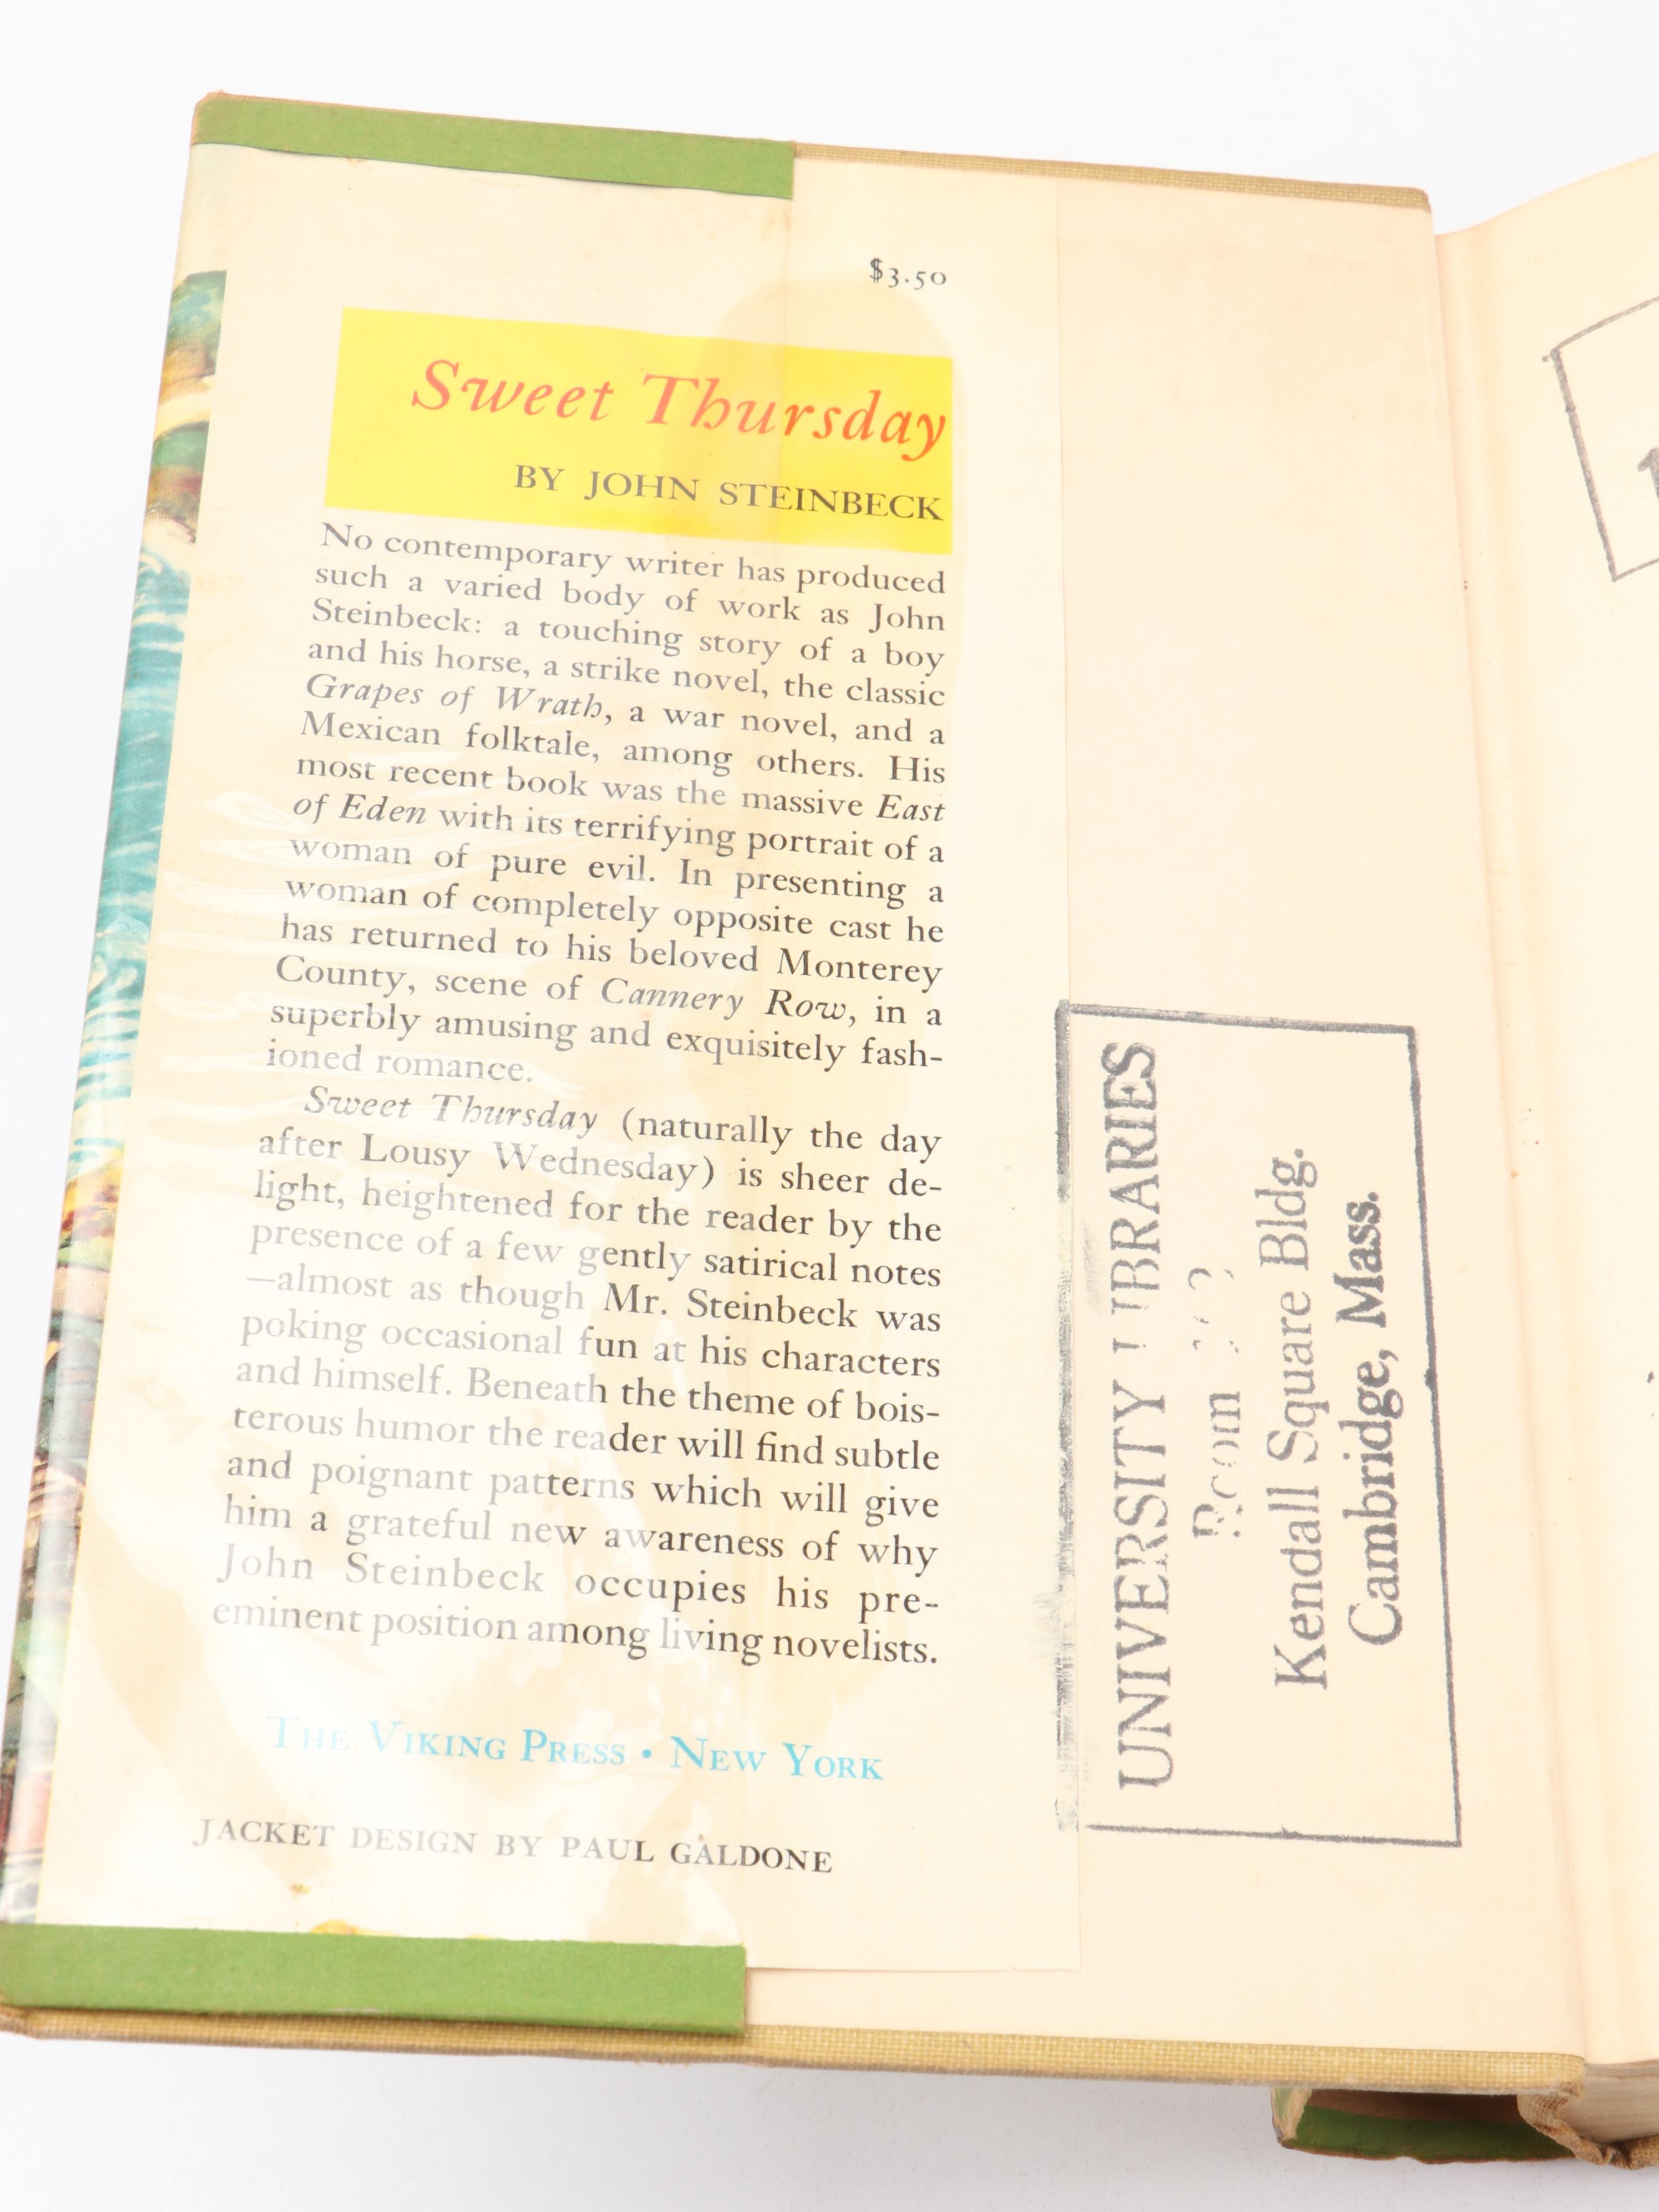 $3.50
Sweet Thursday
BY JOHN STEINBECK
No contemporary writer has produced
such a varied body of work as John
Steinbeck: a touching story of a boy
and his horse, a strike novel, the classic
Grapes of Wrath, a war novel, and a
Mexican folktale, among others. His
most recent book was the massive East
of Eden with its terrifying portrait of a
woman of pure evil. In presenting a
woman of completely opposite cast he
has returned to his beloved Monterey
County, scene of Cannery Row, in a
superbly amusing and exquisitely fash-
ioned romance.
Sweet Thursday (naturally the day
after Lousy Wednesday) is sheer de-
light, heightened for the reader by the
presence of a few gently satirical notes
—almost as though Mr. Steinbeck was
poking occasional fun at his characters
and himself. Beneath the theme of bois-
terous humor the reader will find subtle
and poignant patterns which will give
him a grateful new awareness of why
John Steinbeck occupies his pre-
eminent position among living novelists.
THE VIKING PRESS • NEW YORK
JACKET DESIGN BY PAUL GALDONE
UNIVERSITY LIBRARIES
Room
Kendall Square Bldg.
Cambridge, Mass.